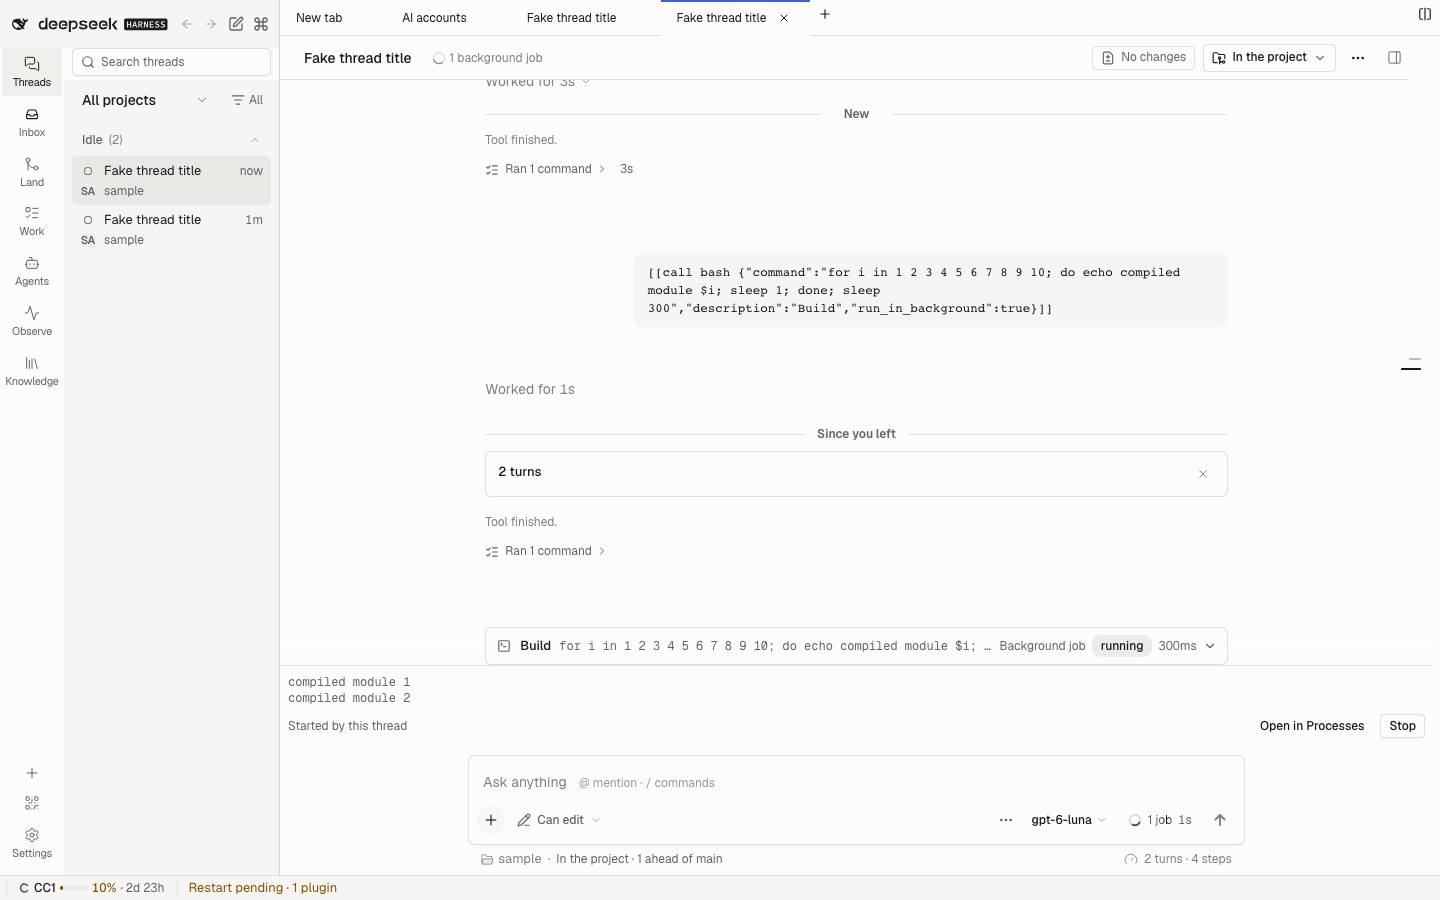 deepseek HARNESS
New tab
AI accounts
Fake thread title
Fake thread title
Threads
Inbox
Land
Work
Agents
Observe
Knowledge
Settings
Search threads
All projects
All
Idle (2)
Fake thread title now
SA sample
Fake thread title 1m
SA sample
Fake thread title
1 background job
No changes
In the project
Worked for 3s
New
Tool finished.
Ran 1 command 3s
[[call bash {"command":"for i in 1 2 3 4 5 6 7 8 9 10; do echo compiled
module $i; sleep 1; done; sleep
300","description":"Build","run_in_background":true}]]
Worked for 1s
Since you left
2 turns
Tool finished.
Ran 1 command
Build for i in 1 2 3 4 5 6 7 8 9 10; do echo compiled module $i; … Background job running 300ms
compiled module 1
compiled module 2
Started by this thread
Open in Processes
Stop
Ask anything @ mention · / commands
Can edit
gpt-6-luna
1 job 1s
sample · In the project · 1 ahead of main
2 turns · 4 steps
C CC1 10% · 2d 23h
Restart pending · 1 plugin